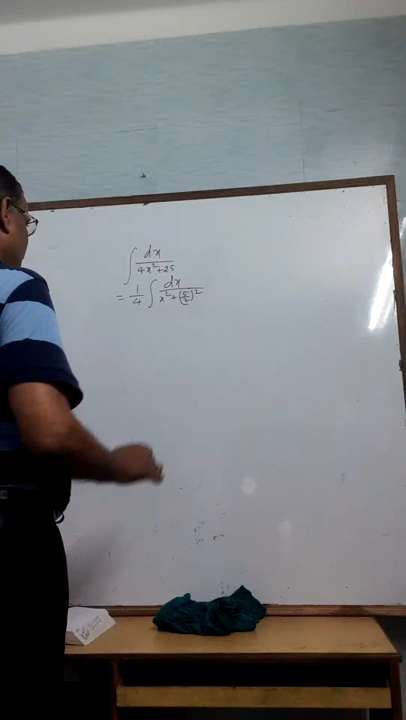 ∫ dx / 4x²+25
= 1/4 ∫ dx / x²+(5/2)²